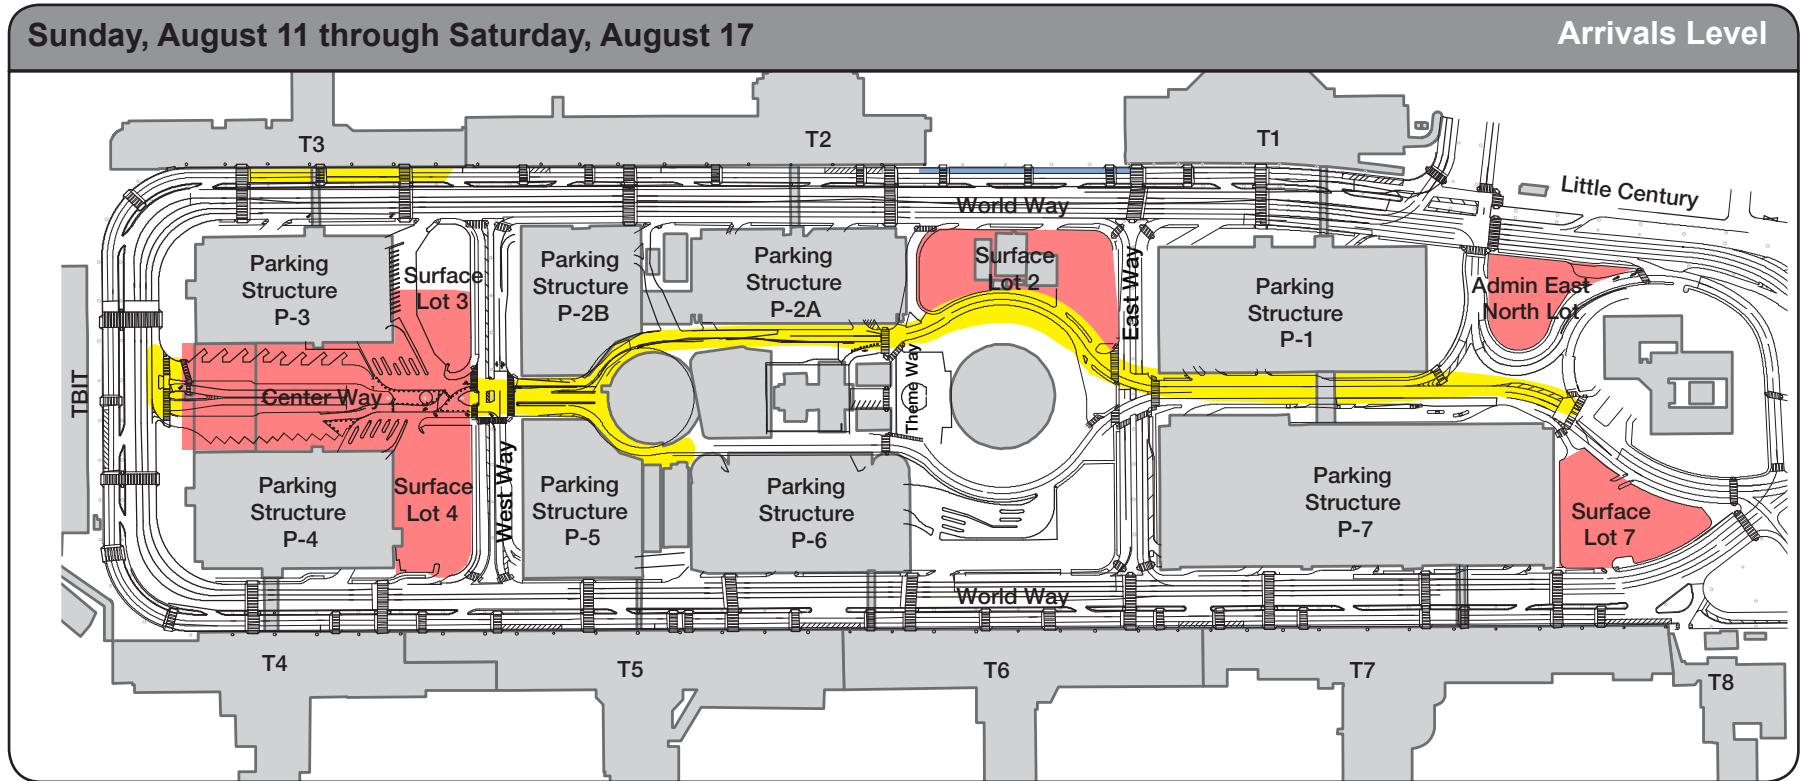 Sunday, August 11 through Saturday, August 17
Arrivals Level
T3
T2
T1
Little Century
World Way
Parking
Structure
P-3
Surface
Lot 3
Parking
Structure
P-2B
Parking
Structure
P-2A
Surface
Lot 2
East Way
Parking
Structure
P-1
Admin East
North Lot
TBIT
Center Way
Theme Way
West Way
Parking
Structure
P-4
Surface
Lot 4
Parking
Structure
P-5
Parking
Structure
P-6
Parking
Structure
P-7
Surface
Lot 7
World Way
T4
T5
T6
T7
T8